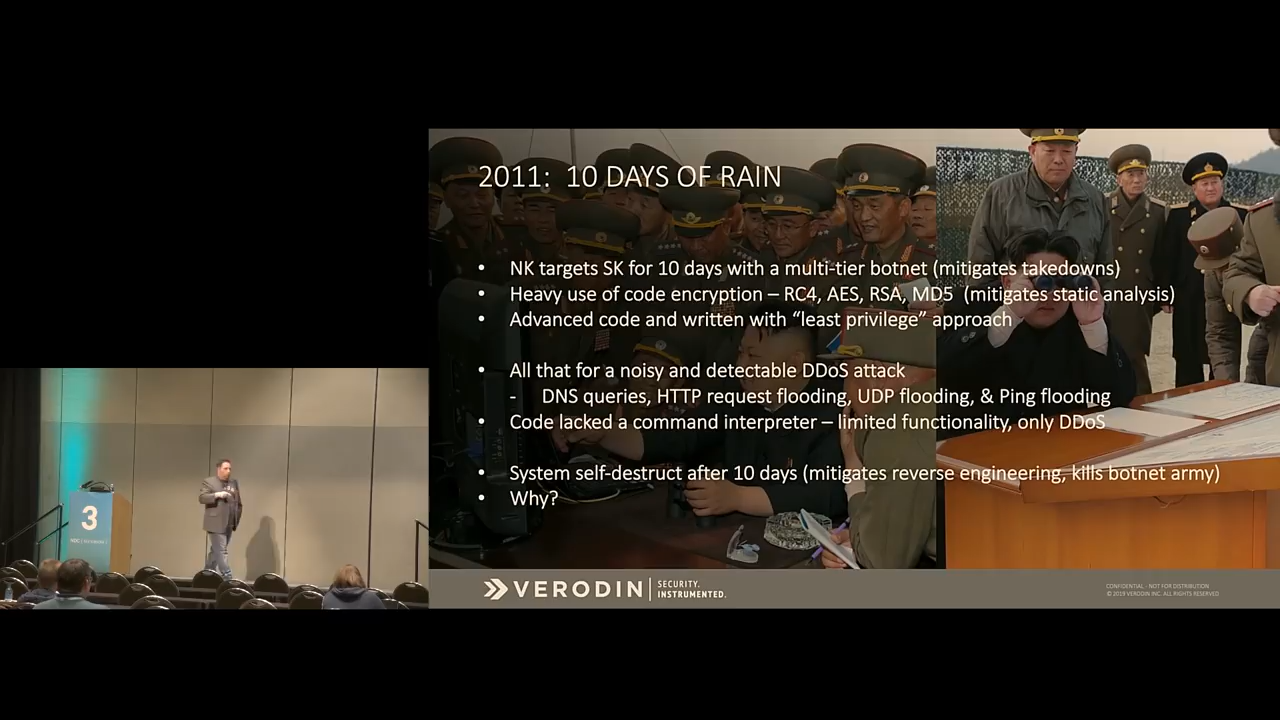 2011: 10 DAYS OF RAIN
• NK targets SK for 10 days with a multi-tier botnet (mitigates takedowns)
• Heavy use of code encryption – RC4, AES, RSA, MD5 (mitigates static analysis)
• Advanced code and written with “least privilege” approach
• All that for a noisy and detectable DDoS attack
- DNS queries, HTTP request flooding, UDP flooding, & Ping flooding
• Code lacked a command interpreter – limited functionality, only DDoS
• System self-destruct after 10 days (mitigates reverse engineering, kills botnet army)
• Why?
3
VERODIN
SECURITY.
INSTRUMENTED.
CONFIDENTIAL - NOT FOR DISTRIBUTION
© 2019 VERODIN INC. ALL RIGHTS RESERVED